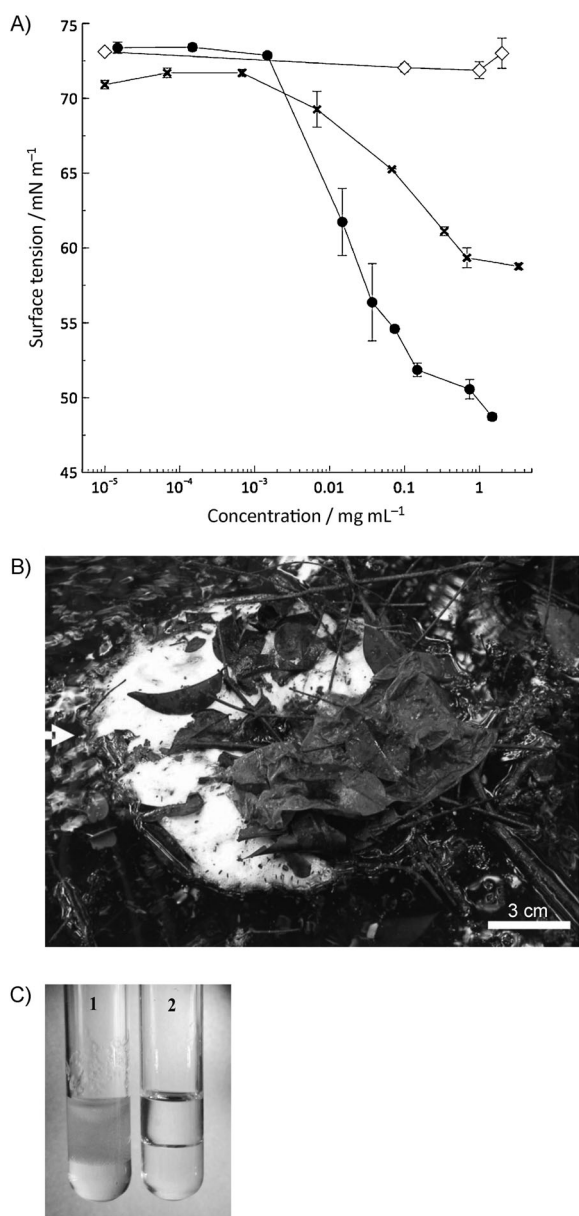 A)
75
70
65
60
55
50
45
Surface tension / mN m⁻¹
10⁻⁵
10⁻⁴
10⁻³
0.01
0.1
1
Concentration / mg mL⁻¹
B)
3 cm
C)
1
2